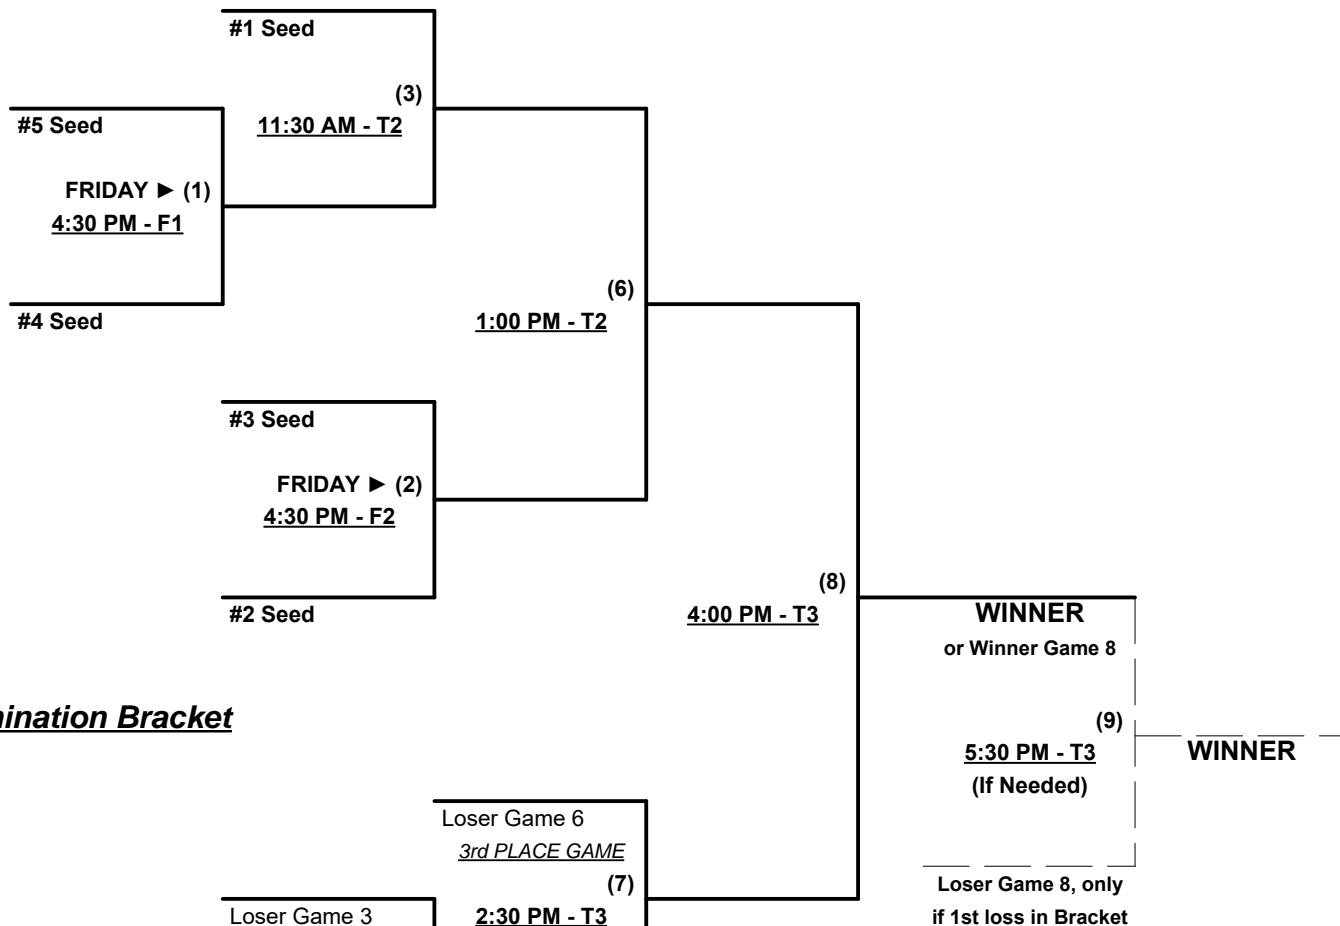 #1 Seed
(3)
11:30 AM - T2
#5 Seed
FRIDAY ► (1)
4:30 PM - F1
#4 Seed
(6)
1:00 PM - T2
#3 Seed
FRIDAY ► (2)
4:30 PM - F2
#2 Seed
(8)
4:00 PM - T3
WINNER
or Winner Game 8
(9)
5:30 PM - T3
(If Needed)
WINNER
Loser Game 8, only
if 1st loss in Bracket
Bracket
Loser Game 6
3rd PLACE GAME
(7)
2:30 PM - T3
Loser Game 3